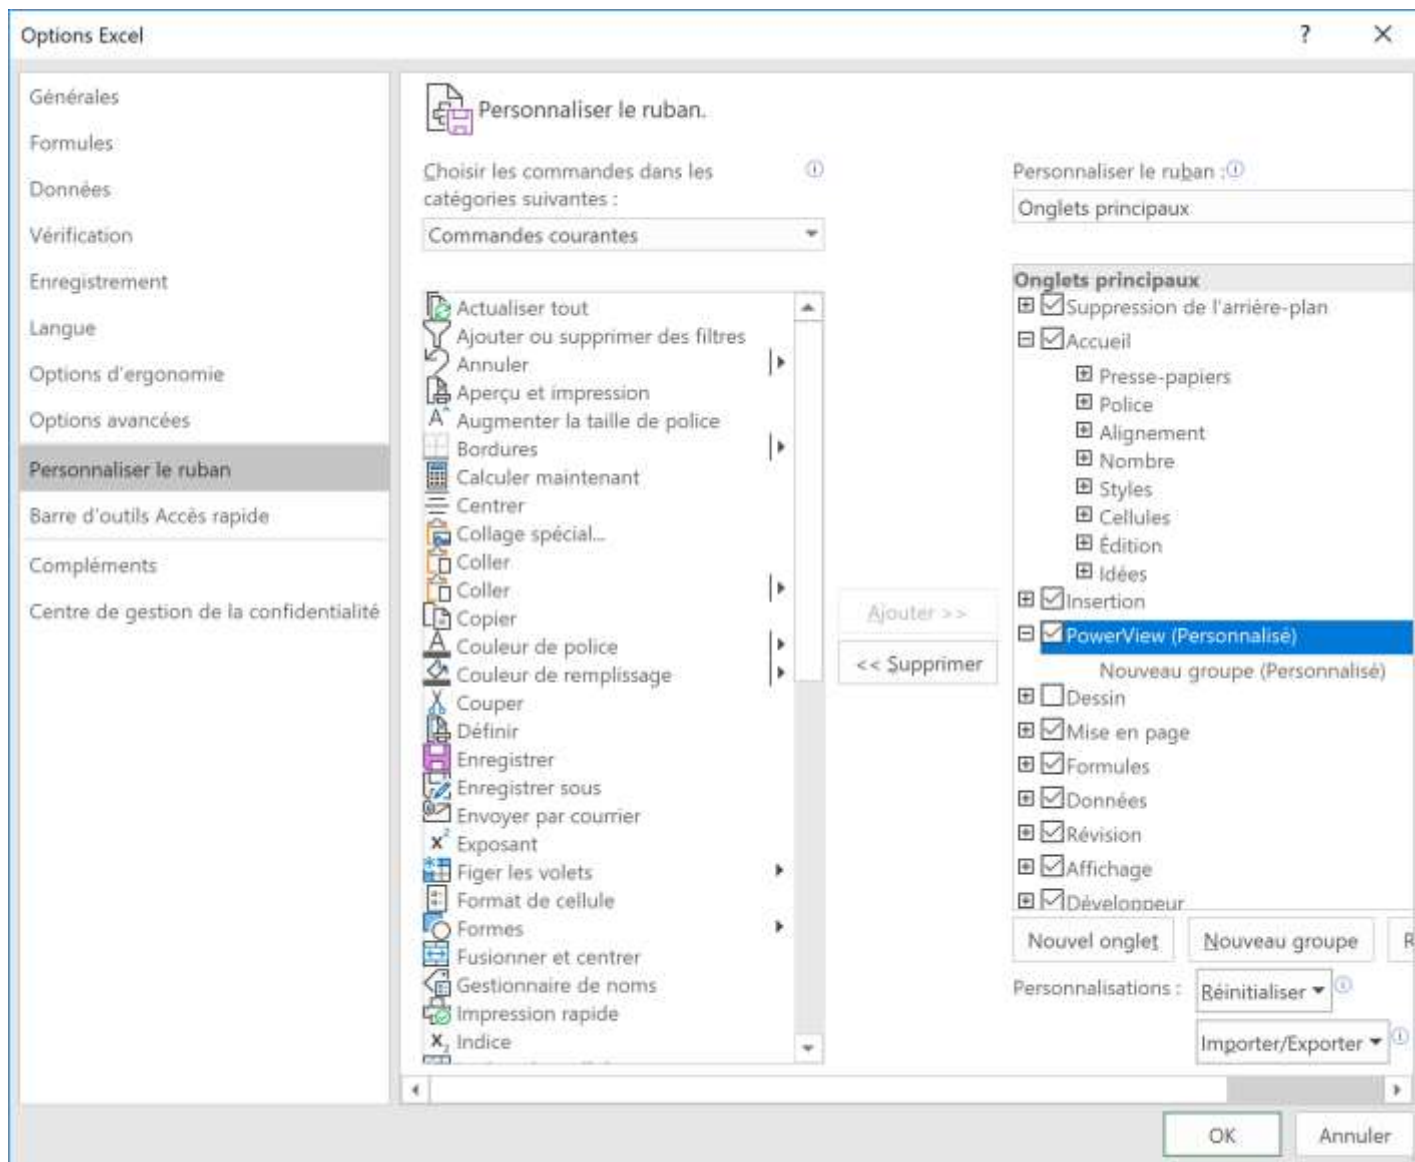 Options Excel
?
Générales
Formules
Données
Vérification
Enregistrement
Langue
Options d'ergonomie
Options avancées
Personnaliser le ruban
Barre d'outils Accès rapide
Compléments
Centre de gestion de la confidentialité
Personnaliser le ruban.
Choisir les commandes dans les
catégories suivantes :
Commandes courantes
Actualiser tout
Ajouter ou supprimer des filtres
Annuler
Aperçu et impression
Augmenter la taille de police
Bordures
Calculer maintenant
Centrer
Collage spécial...
Coller
Coller
Copier
Couleur de police
Couleur de remplissage
Couper
Définir
Enregistrer
Enregistrer sous
Envoyer par courrier
Exposant
Figer les volets
Format de cellule
Formes
Fusionner et centrer
Gestionnaire de noms
Impression rapide
Indice
Ajouter >>
<< Supprimer
Personnaliser le ruban :
Onglets principaux
Onglets principaux
Suppression de l'arrière-plan
Accueil
Presse-papiers
Police
Alignement
Nombre
Styles
Cellules
Édition
Idées
Insertion
PowerView (Personnalisé)
Nouveau groupe (Personnalisé)
Dessin
Mise en page
Formules
Données
Révision
Affichage
Développeur
Nouvel onglet
Nouveau groupe
R
Personnalisations :
Réinitialiser
Importer/Exporter
OK
Annuler